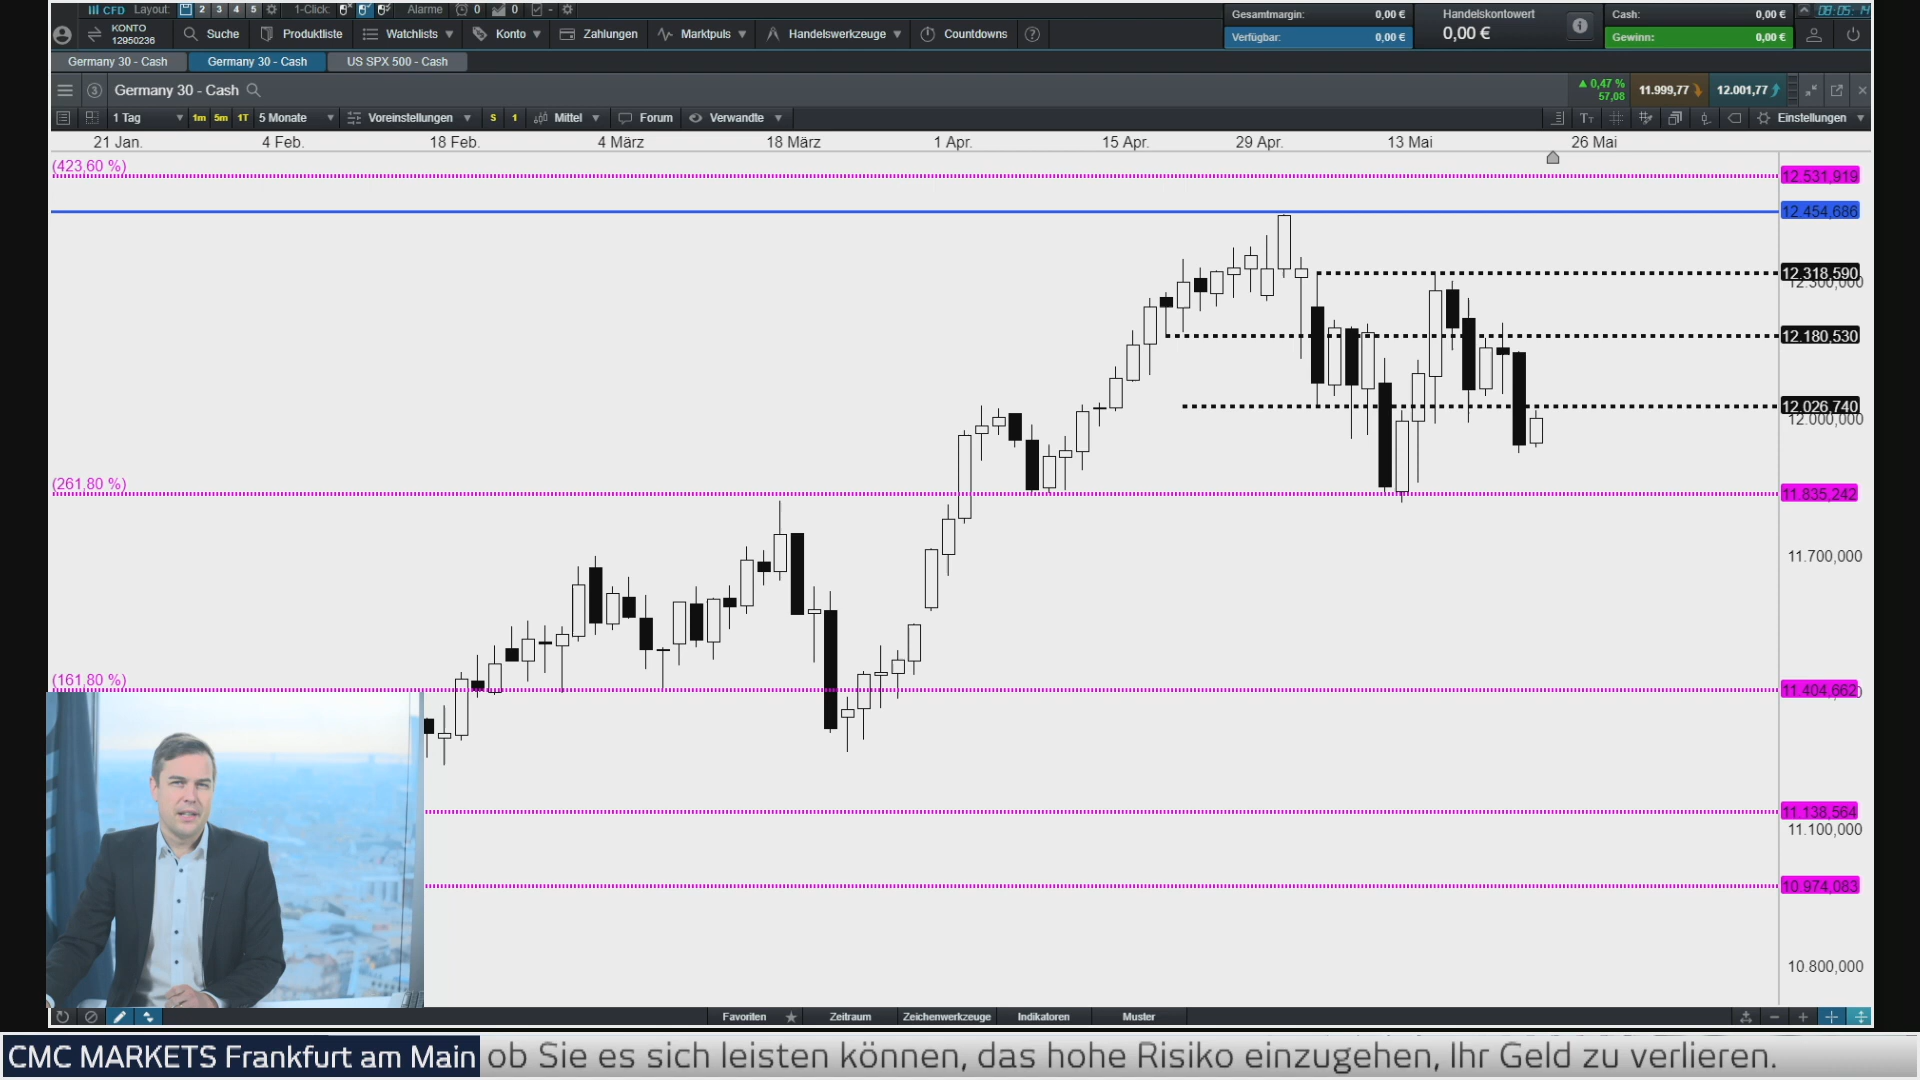 CFD Layout: 2 3 4 5 1-Click: Alarme 0 0 - 08:05:14
KONTO
12950236
Suche Produktliste Watchlists Konto Zahlungen Marktpuls Handelswerkzeuge Countdowns
Gesamtmargin: 0,00 €
Verfügbar: 0,00 €
Handelskontowert
0,00 €
Cash: 0,00 €
Gewinn: 0,00 €
Germany 30 - Cash Germany 30 - Cash US SPX 500 - Cash
3 Germany 30 - Cash 0,47 % 57,08 11.999,77 12.001,77
1 Tag 1m 5m 1T 5 Monate Voreinstellungen S 1 Mittel Forum Verwandte Einstellungen
21 Jan. 4 Feb. 18 Feb. 4 März 18 März 1 Apr. 15 Apr. 29 Apr. 13 Mai 26 Mai
(423,60 %)
12.531,919
12.454,686
12.318,590
12.300,000
12.180,530
12.026,740
12.000,000
(261,80 %)
11.835,242
11.700,000
(161,80 %)
11.404,662
11.138,564
11.100,000
10.974,083
10.800,000
Favoriten Zeitraum Zeichenwerkzeuge Indikatoren Muster
CMC MARKETS Frankfurt am Main ob Sie es sich leisten können, das hohe Risiko einzugehen, Ihr Geld zu verlieren.